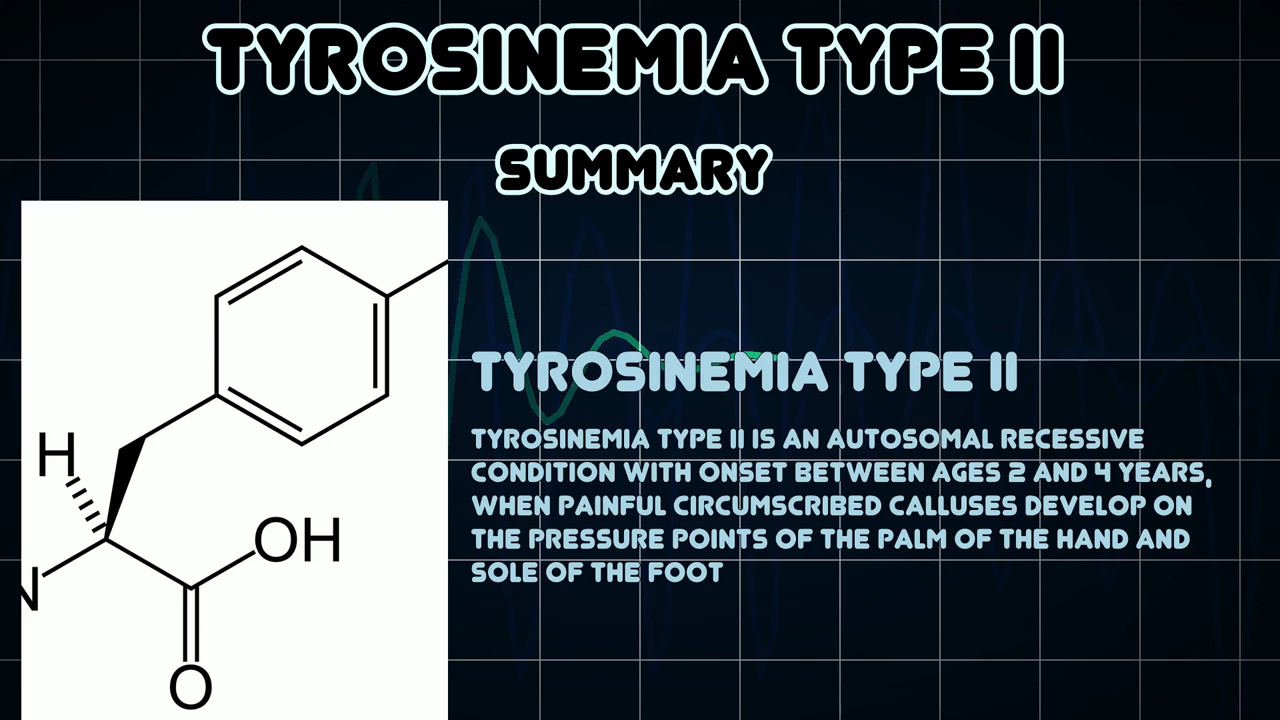 TYROSINEMIA TYPE II
SUMMARY
H
OH
N
O
TYROSINEMIA TYPE II
TYROSINEMIA TYPE II IS AN AUTOSOMAL RECESSIVE
CONDITION WITH ONSET BETWEEN AGES 2 AND 4 YEARS,
WHEN PAINFUL CIRCUMSCRIBED CALLUSES DEVELOP ON
THE PRESSURE POINTS OF THE PALM OF THE HAND AND
SOLE OF THE FOOT